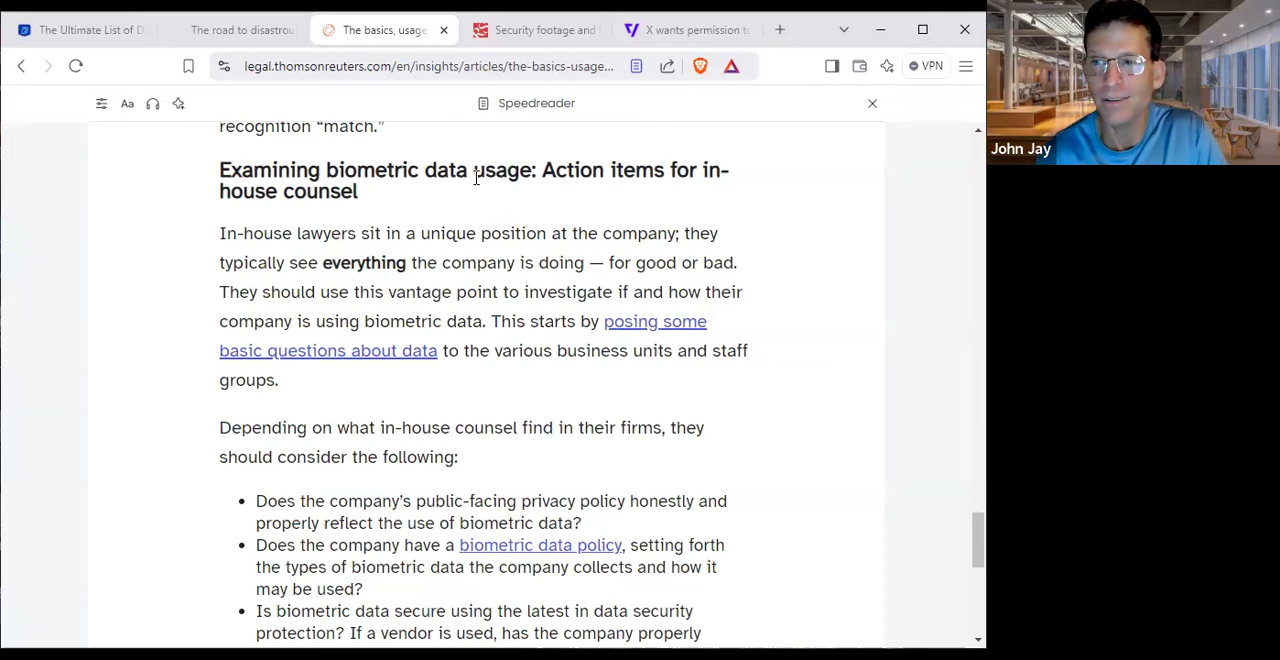 The Ultimate List of D
The road to disastrou
The basics, usage
Security footage and
X wants permission to
legal.thomsonreuters.com/en/insights/articles/the-basics-usage...
VPN
Aa
Speedreader
John Jay
recognition “match.”
Examining biometric data usage: Action items for in-
house counsel
In-house lawyers sit in a unique position at the company; they
typically see everything the company is doing — for good or bad.
They should use this vantage point to investigate if and how their
company is using biometric data. This starts by posing some
basic questions about data to the various business units and staff
groups.
Depending on what in-house counsel find in their firms, they
should consider the following:
• Does the company’s public-facing privacy policy honestly and
properly reflect the use of biometric data?
• Does the company have a biometric data policy, setting forth
the types of biometric data the company collects and how it
may be used?
• Is biometric data secure using the latest in data security
protection? If a vendor is used, has the company properly